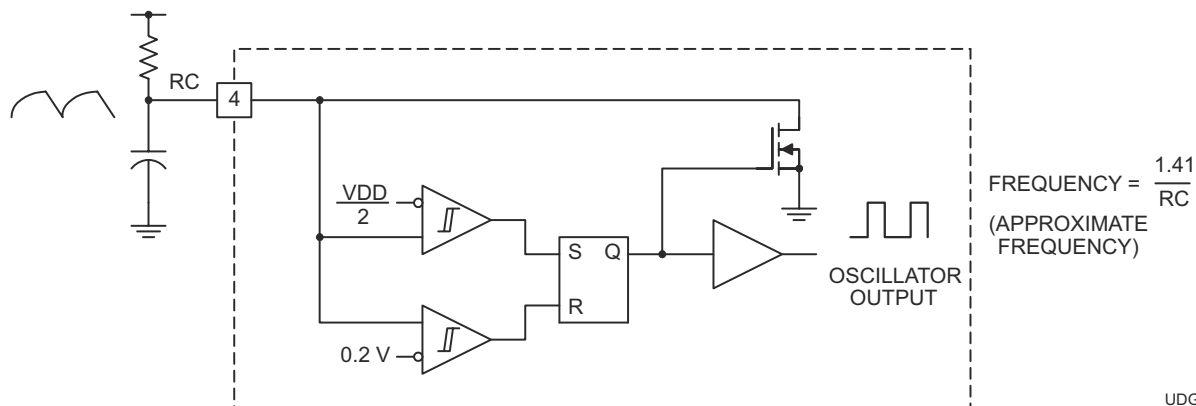 RC
4
VDD
2
0.2 V
S Q
R
OSCILLATOR
OUTPUT
FREQUENCY = 1.41
RC
(APPROXIMATE
FREQUENCY)
UDG